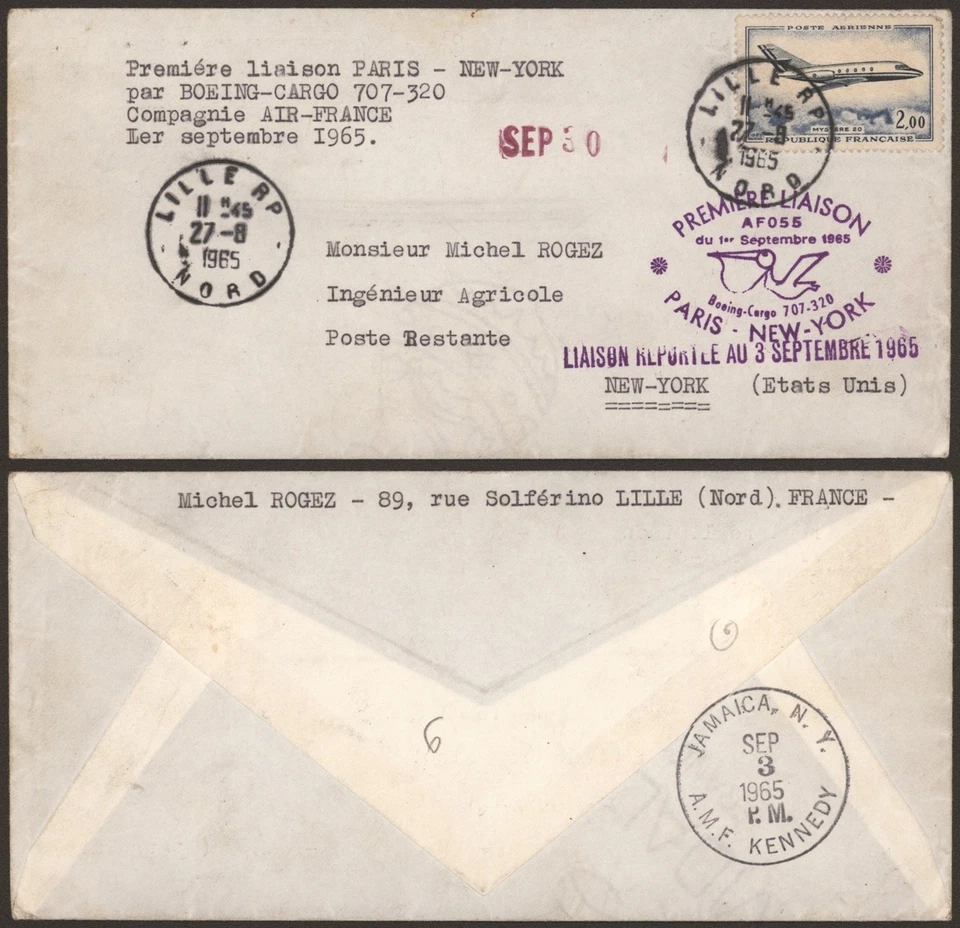 Premiére liaison PARIS - NEW-YORK
par BOEING-CARGO 707-320
Compagnie AIR-FRANCE
Ier septembre I965.
SEP 30
POSTE AERIENNE
MYSTERE 20
2,00
REPUBLIQUE FRANÇAISE
LILLE RP
11 H 45
27-8
1965
NORD
LILLE RP
11 H 45
27-8
1965
NORD
PREMIERE LIAISON
AF055
du 1er Septembre 1965
Boeing-Cargo 707-320
PARIS - NEW-YORK
LIAISON REPORTEE AU 3 SEPTEMBRE 1965
Monsieur Michel ROGEZ
Ingénieur Agricole
Poste Restante
NEW-YORK (Etats Unis)
========
Michel ROGEZ - 89, rue Solférino LILLE (Nord). FRANCE -
6
6
JAMAICA, N. Y.
SEP
3
1965
P.M.
A.M.F. KENNEDY